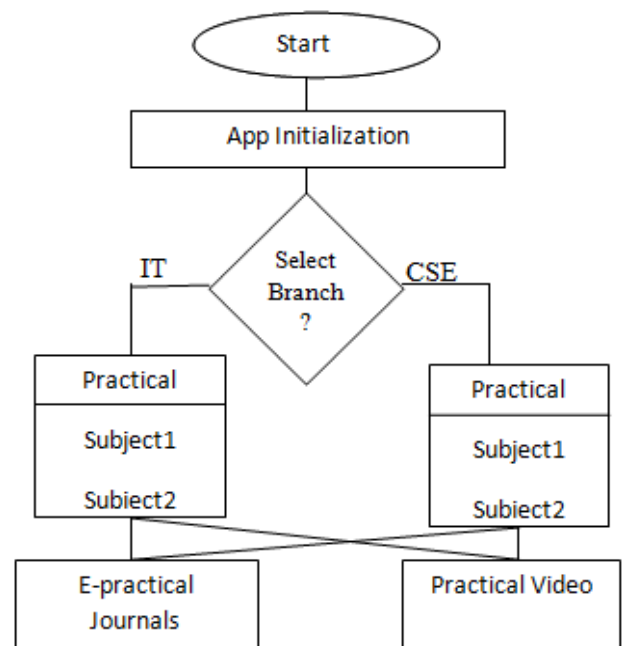 Start
App Initialization
Select
Branch
?
IT
CSE
Practical
Subject1
Subiect2
Practical
Subject1
Subiect2
E-practical
Journals
Practical Video